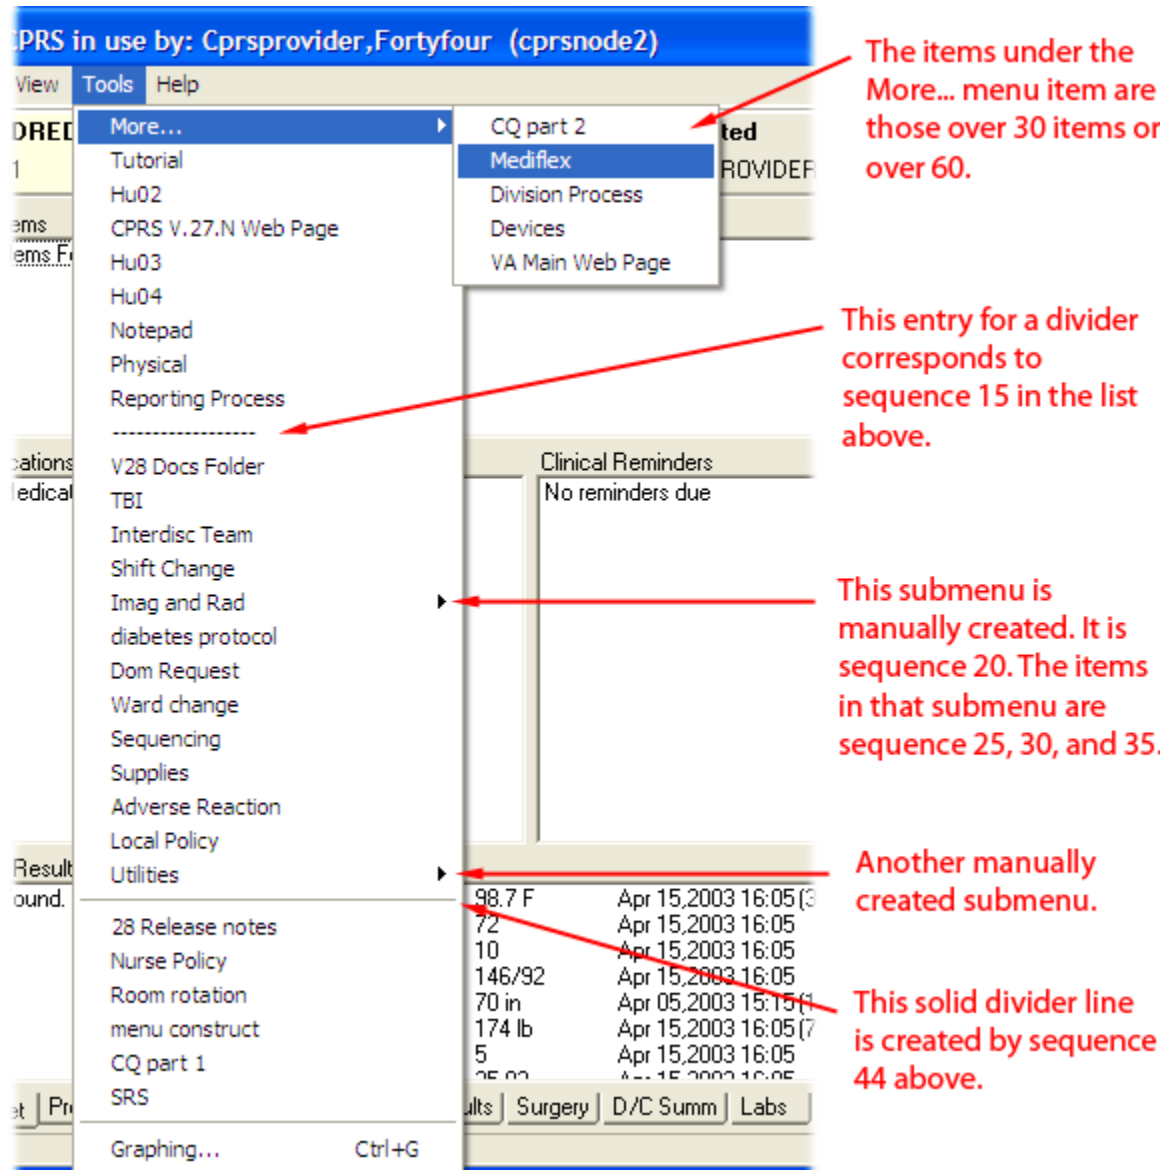 CPRS in use by: Cprsprovider,Fortyfour (cprsnode2)
View Tools Help
More...
Tutorial
Hu02
CPRS V.27.N Web Page
Hu03
Hu04
Notepad
Physical
Reporting Process
------------------
V28 Docs Folder
TBI
Interdisc Team
Shift Change
Imag and Rad
diabetes protocol
Dom Request
Ward change
Sequencing
Supplies
Adverse Reaction
Local Policy
Utilities
28 Release notes
Nurse Policy
Room rotation
menu construct
CQ part 1
SRS
Graphing... Ctrl+G
CQ part 2
Mediflex
Division Process
Devices
VA Main Web Page
Clinical Reminders
No reminders due
ound.
98.7 F Apr 15,2003 16:05 (3
72 Apr 15,2003 16:05
10 Apr 15,2003 16:05
146/92 Apr 15,2003 16:05
70 in Apr 05,2003 15:15 (1
174 lb Apr 15,2003 16:05 (7
5 Apr 15,2003 16:05
Surgery D/C Summ Labs
The items under the
More... menu item are
those over 30 items or
over 60.
This entry for a divider
corresponds to
sequence 15 in the list
above.
This submenu is
manually created. It is
sequence 20. The items
in that submenu are
sequence 25, 30, and 35.
Another manually
created submenu.
This solid divider line
is created by sequence
44 above.